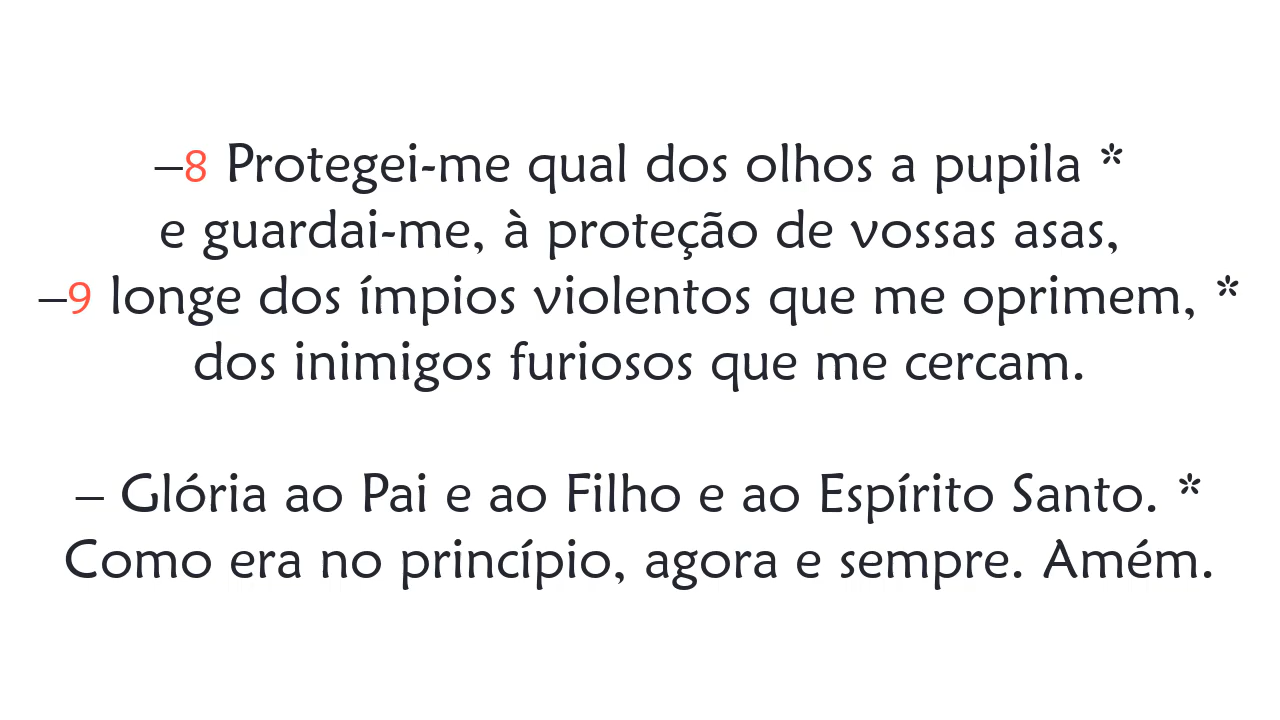 –8 Protegei-me qual dos olhos a pupila *
e guardai-me, à proteção de vossas asas,
–9 longe dos ímpios violentos que me oprimem, *
dos inimigos furiosos que me cercam.
– Glória ao Pai e ao Filho e ao Espírito Santo. *
Como era no princípio, agora e sempre. Amém.